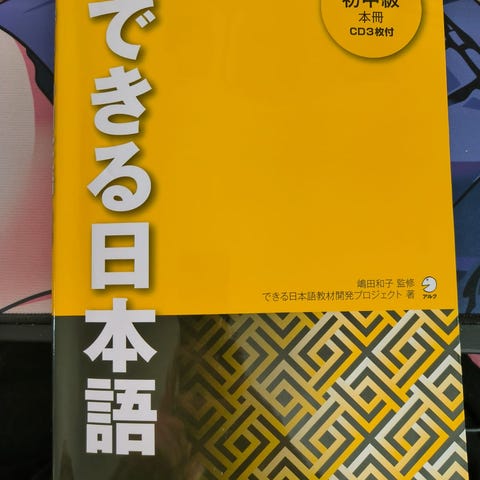 できる日本語
初中級
本冊
CD3枚付
嶋田和子 監修
できる日本語教材開発プロジェクト 著
アルク